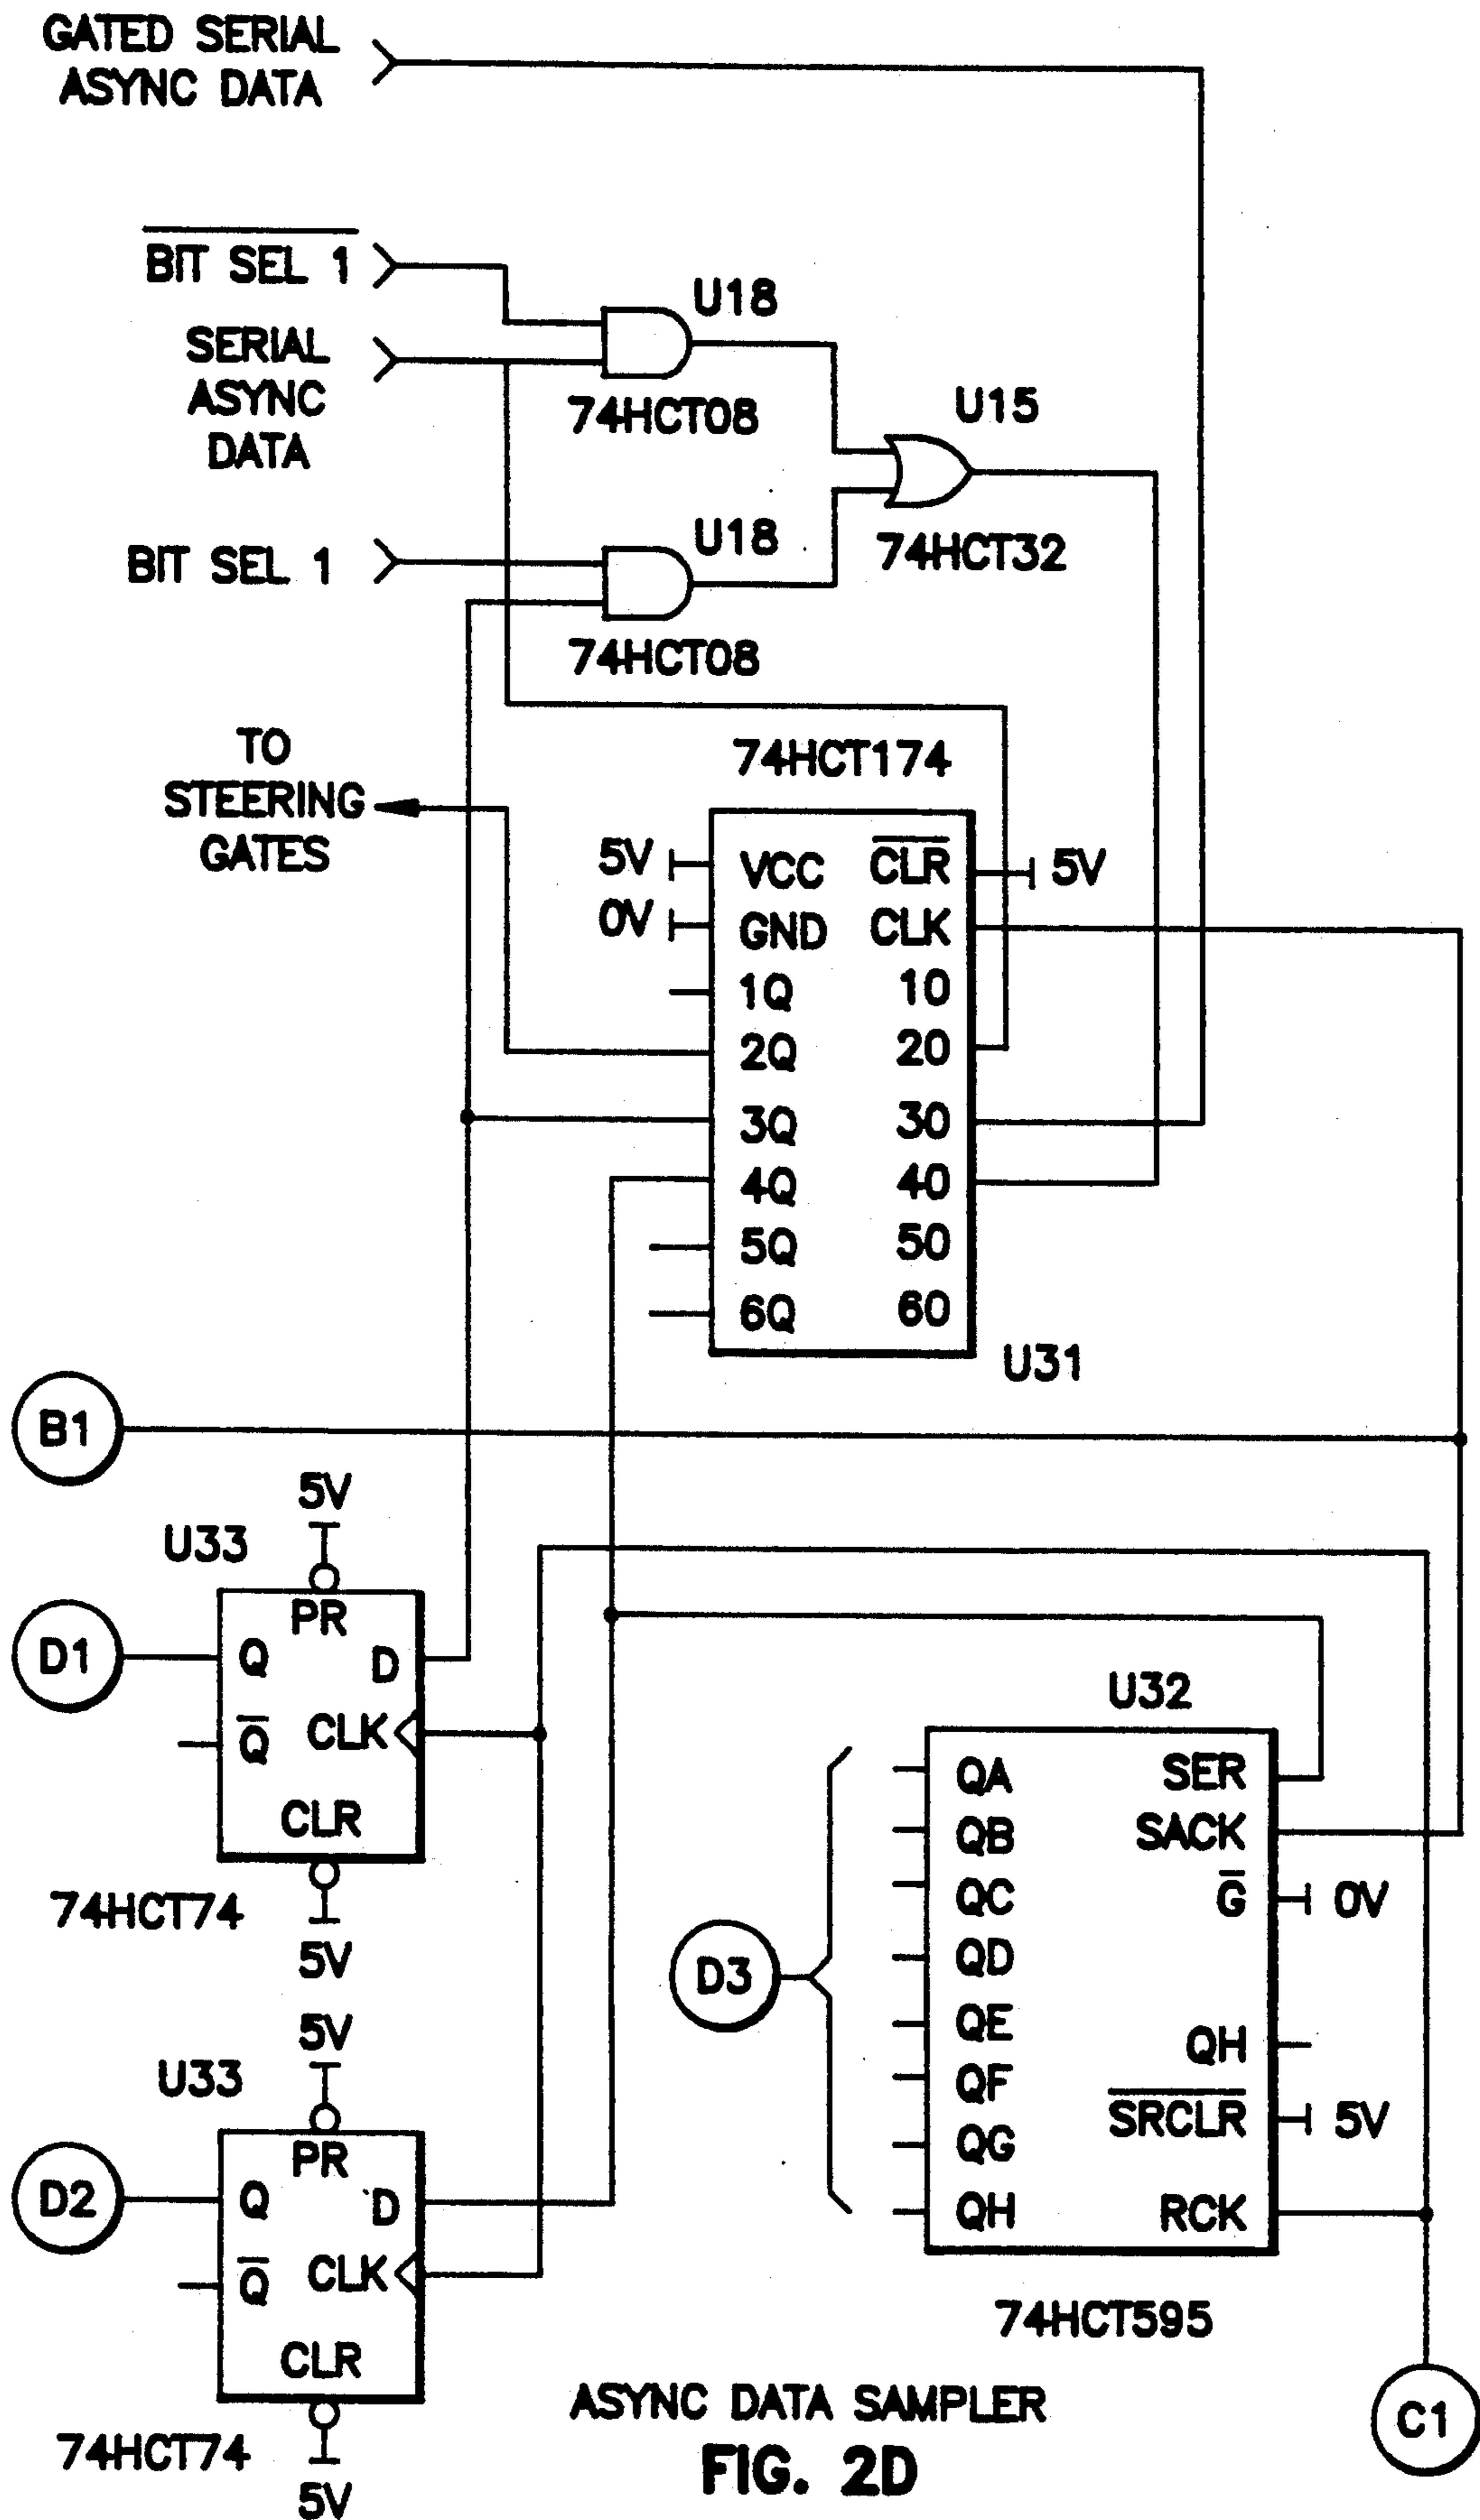 GATED SERIAL
ASYNC DATA
BIT SEL 1
SERIAL
ASYNC
DATA
BIT SEL 1
U18
74HCT08
U15
74HCT32
U18
74HCT08
TO
STEERING
GATES
74HCT174
5V
VCC
CLR
5V
0V
GND
CLK
1Q
10
2Q
20
3Q
30
4Q
40
5Q
50
6Q
60
U31
B1
5V
U33
PR
D1
Q
D
Q
CLK
CLR
74HCT74
5V
5V
U33
PR
D2
Q
D
Q
CLK
CLR
74HCT74
5V
U32
QA
SER
QB
SACK
QC
G
0V
D3
QD
QE
QH
QF
SRCLR
5V
QG
QH
RCK
74HCT595
C1
ASYNC DATA SAMPLER
FIG. 2D